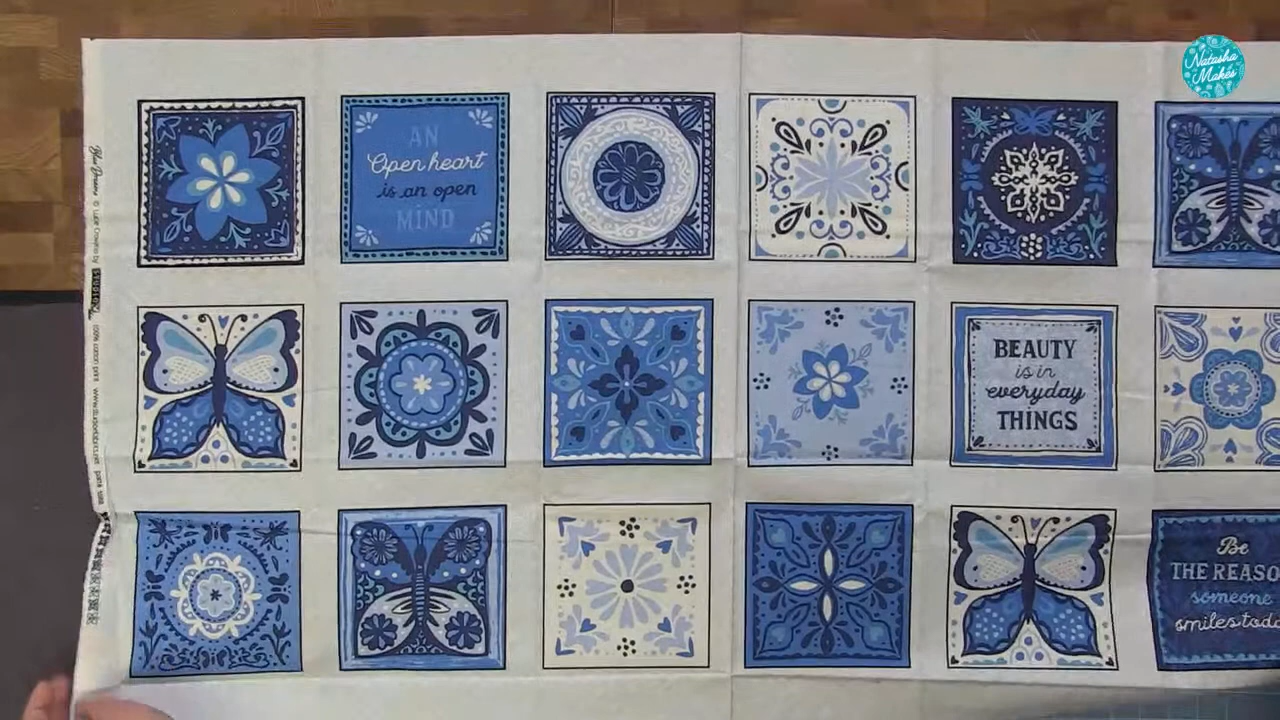 Natasha
Makes
AN
Open heart
is an open
MIND
BEAUTY
is in
everyday
THINGS
Be
THE REASO
someone
smiles toda